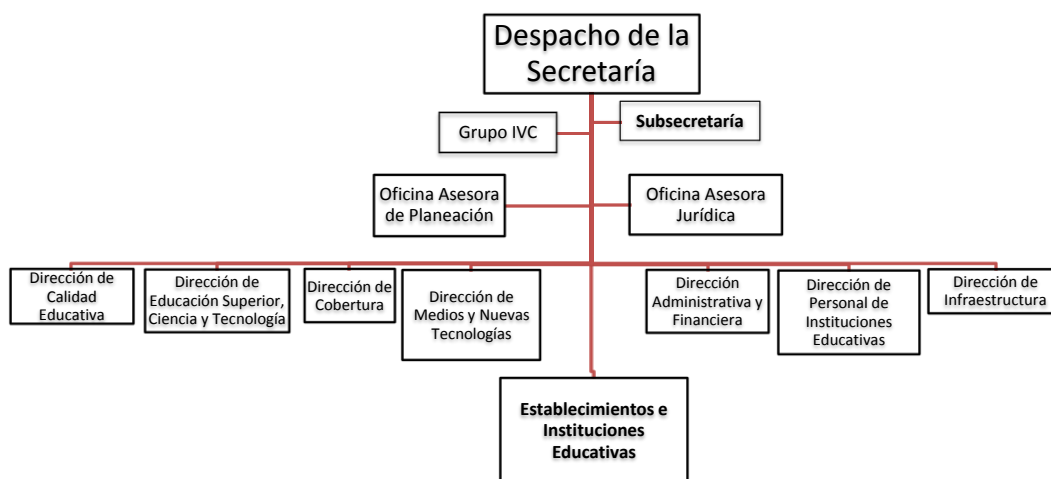 Despacho de la
Secretaría
Subsecretaría
Grupo IVC
Oficina Asesora
de Planeación
Oficina Asesora
Jurídica
Dirección de
Calidad
Educativa
Dirección de
Educación Superior,
Ciencia y Tecnología
Dirección de
Cobertura
Dirección de
Medios y Nuevas
Tecnologías
Dirección
Administrativa y
Financiera
Dirección de
Personal de
Instituciones
Educativas
Dirección de
Infraestructura
Establecimientos e
Instituciones
Educativas